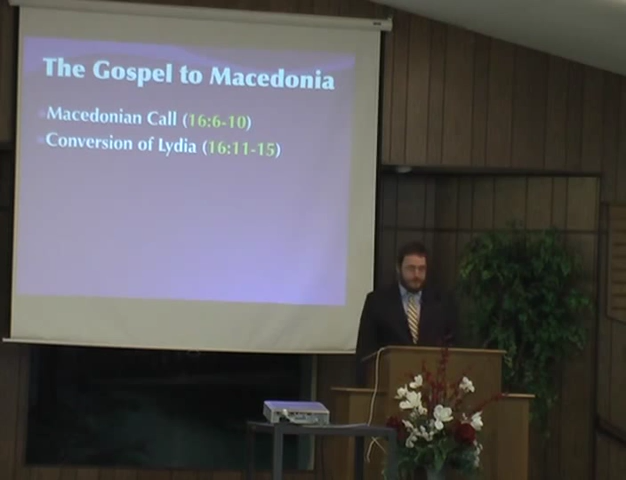 The Gospel to Macedonia
Macedonian Call (16:6-10)
Conversion of Lydia (16:11-15)